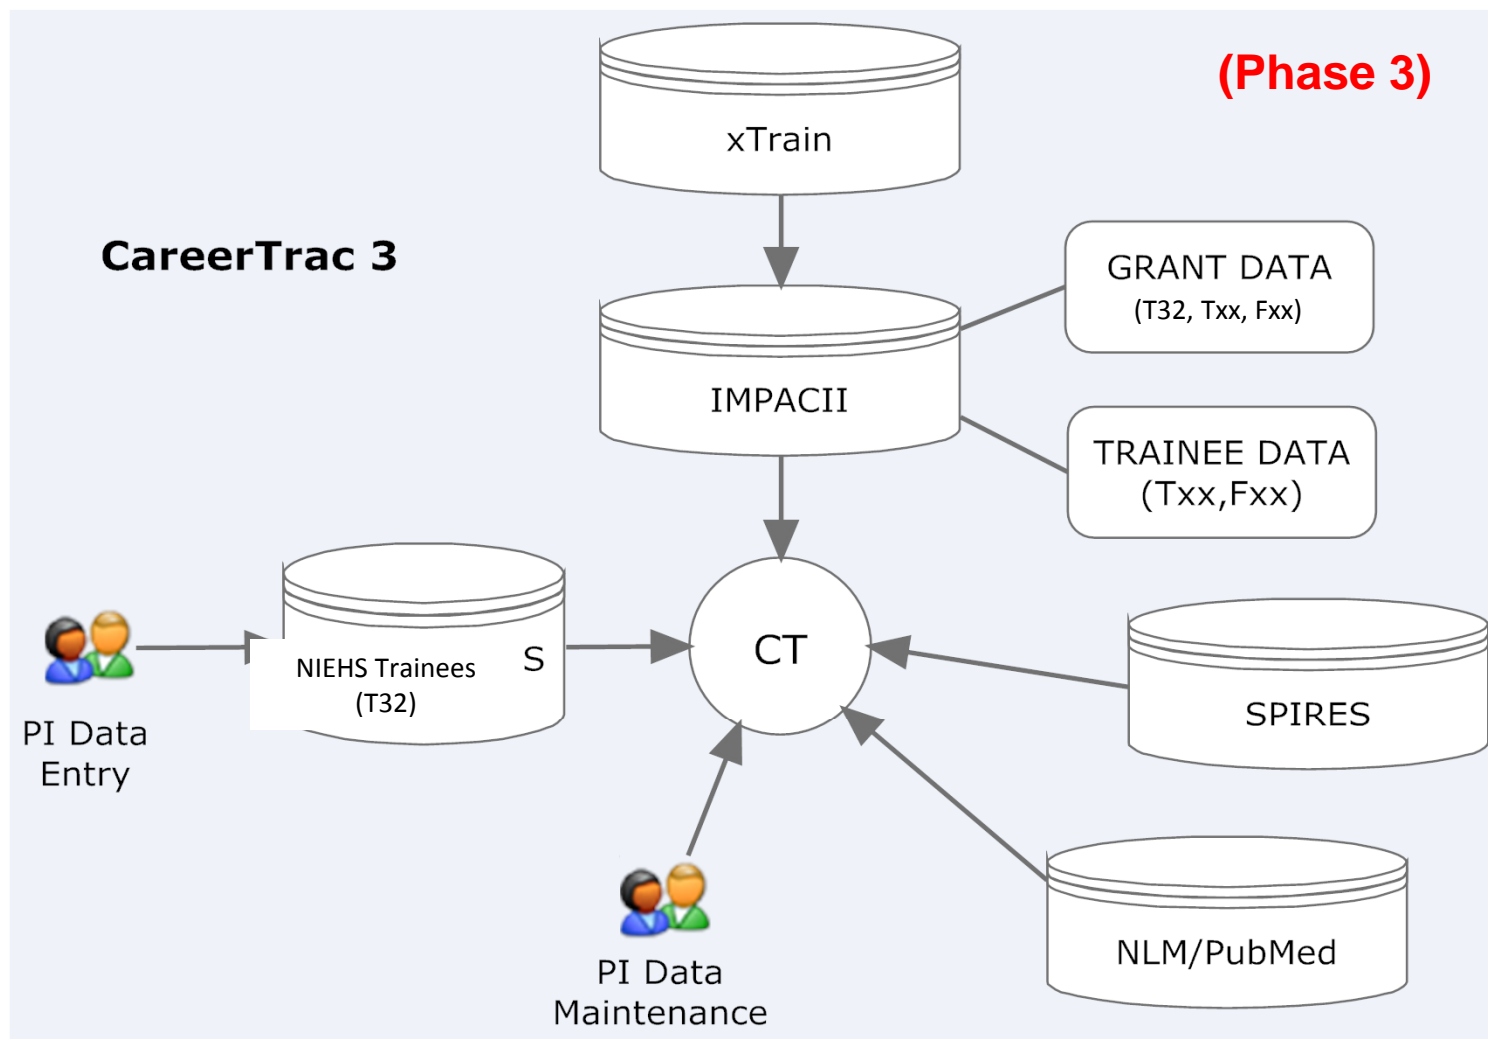 (Phase 3)
xTrain
CareerTrac 3
GRANT DATA
(T32, Txx, Fxx)
IMPACII
TRAINEE DATA
(Txx,Fxx)
NIEHS Trainees
(T32)
S
CT
SPIRES
PI Data
Entry
NLM/PubMed
PI Data
Maintenance